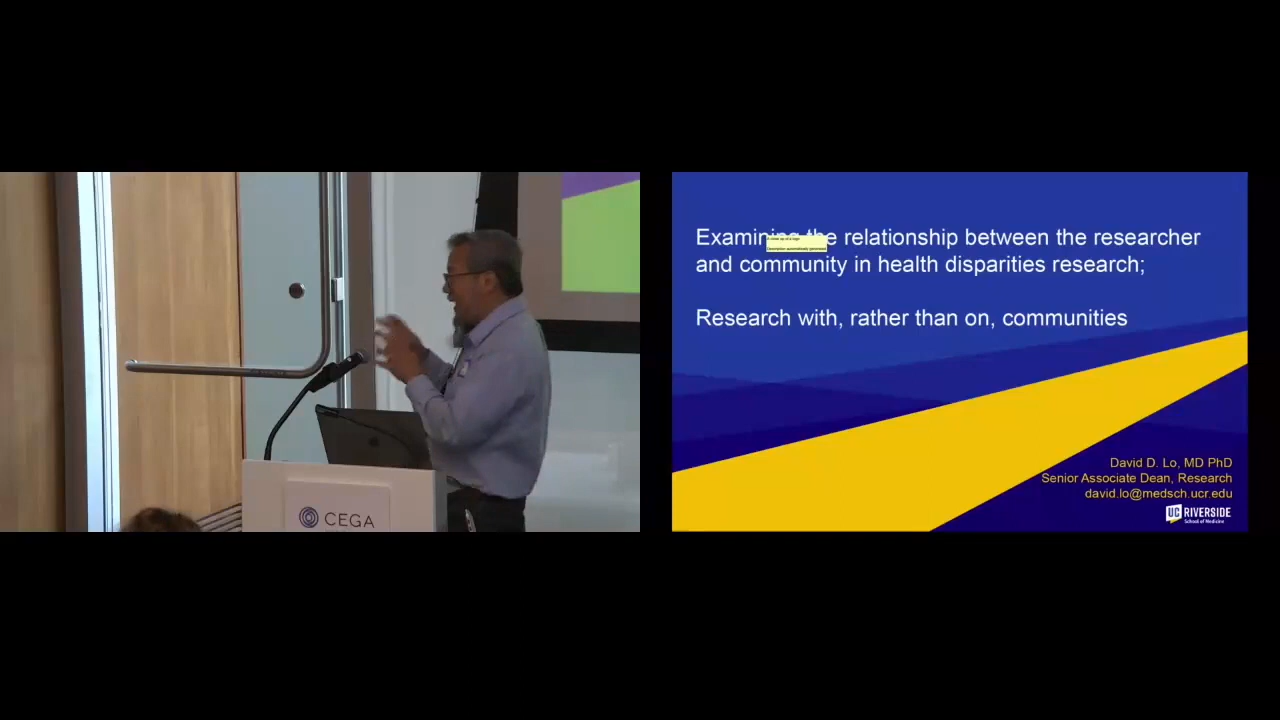 CEGA
Examining the relationship between the researcher
and community in health disparities research;
Research with, rather than on, communities
David D. Lo, MD PhD
Senior Associate Dean, Research
david.lo@medsch.ucr.edu
UC RIVERSIDE
School of Medicine